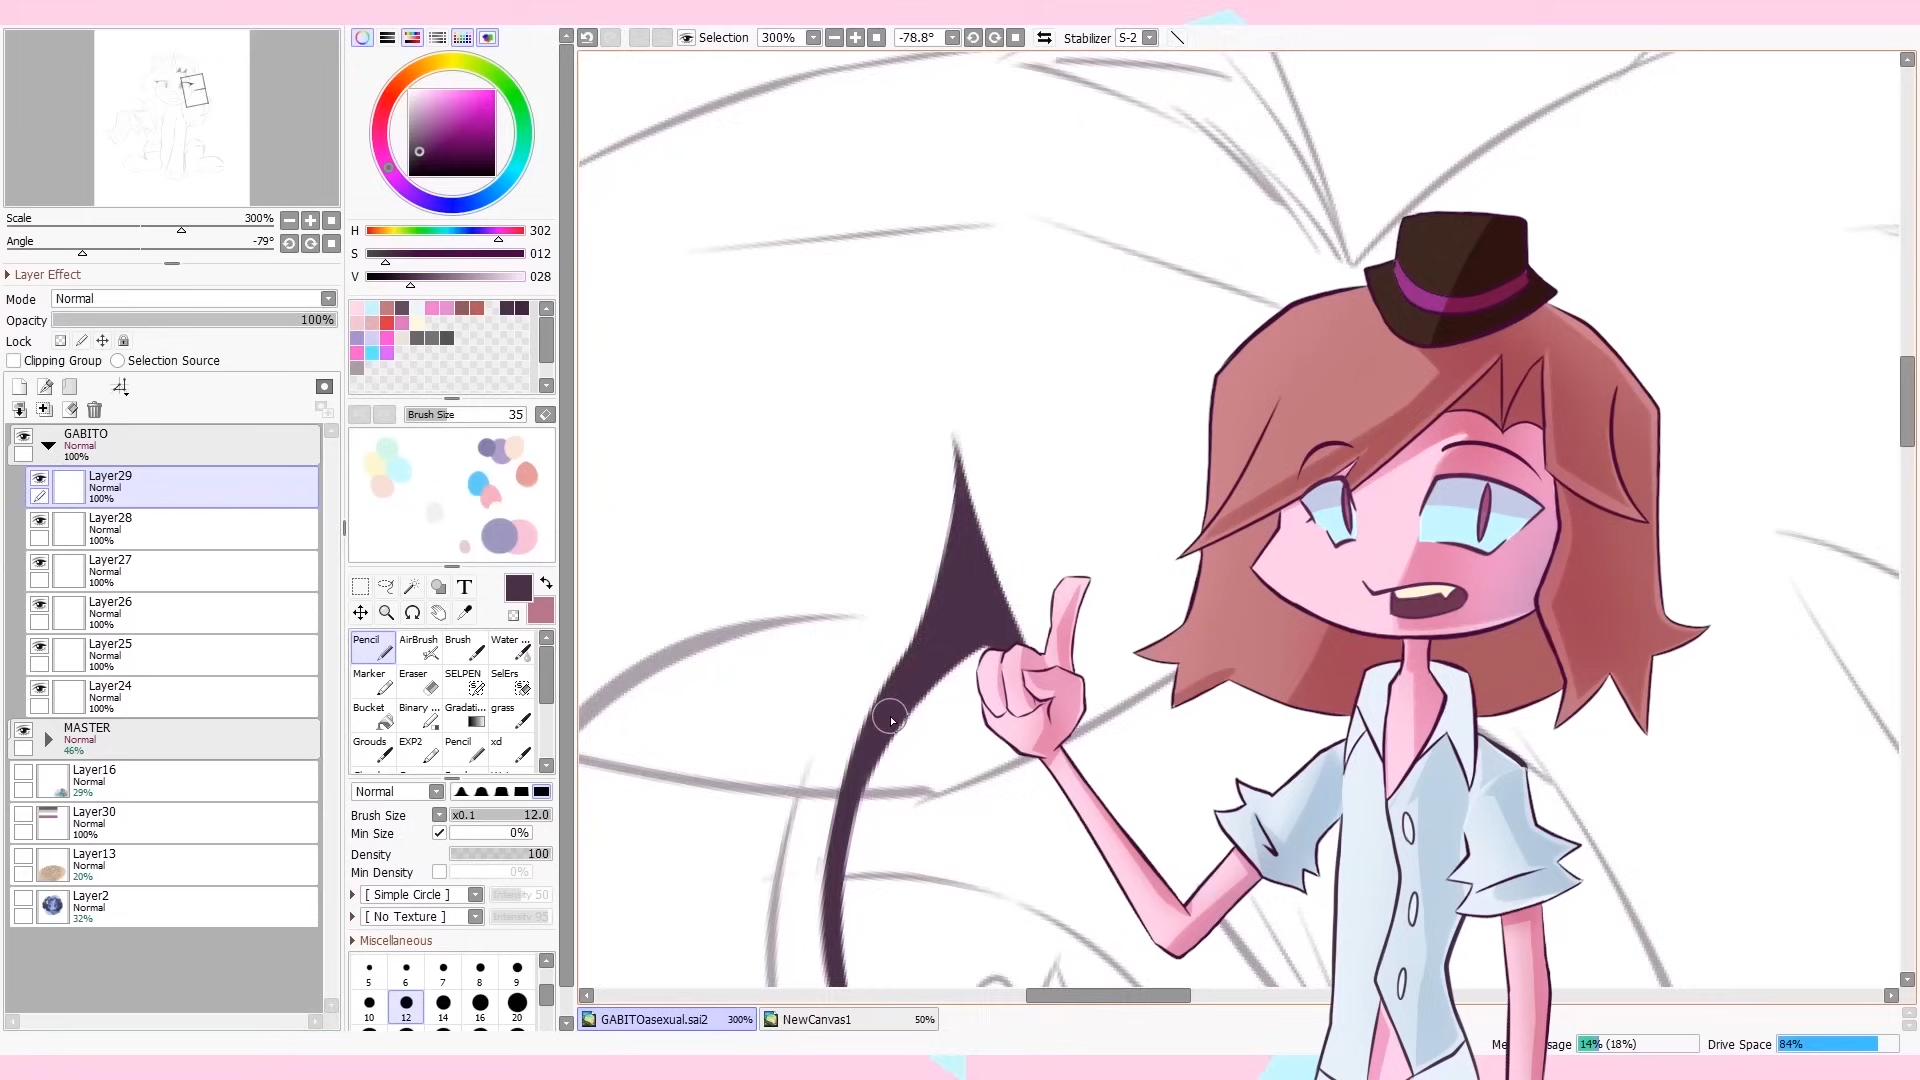 Selection
300%
-78.8°
Stabilizer
S-2
Scale
300%
Angle
-79°
Layer Effect
Mode
Normal
Opacity
100%
Lock
Clipping Group
Selection Source
GABITO
Normal
100%
Layer29
Normal
100%
Layer28
Normal
100%
Layer27
Normal
100%
Layer26
Normal
100%
Layer25
Normal
100%
Layer24
Normal
100%
MASTER
Normal
46%
Layer16
Normal
29%
Layer30
Normal
100%
Layer13
Normal
20%
Layer2
Normal
32%
H 302
S 012
V 028
Brush Size 35
T
Pencil AirBrush Brush Water ...
Marker Eraser SELPEN SelErs
Bucket Binary ... Gradati... grass
Grouds EXP2 Pencil xd
Normal
Brush Size x0.1 12.0
Min Size 0%
Density 100
Min Density 0%
[ Simple Circle ] Intensity 50
[ No Texture ] Intensity 95
Miscellaneous
5 6 7 8 9
10 12 14 16 20
GABITOasexual.sai2 300%
NewCanvas1 50%
14% (18%)
Drive Space 84%